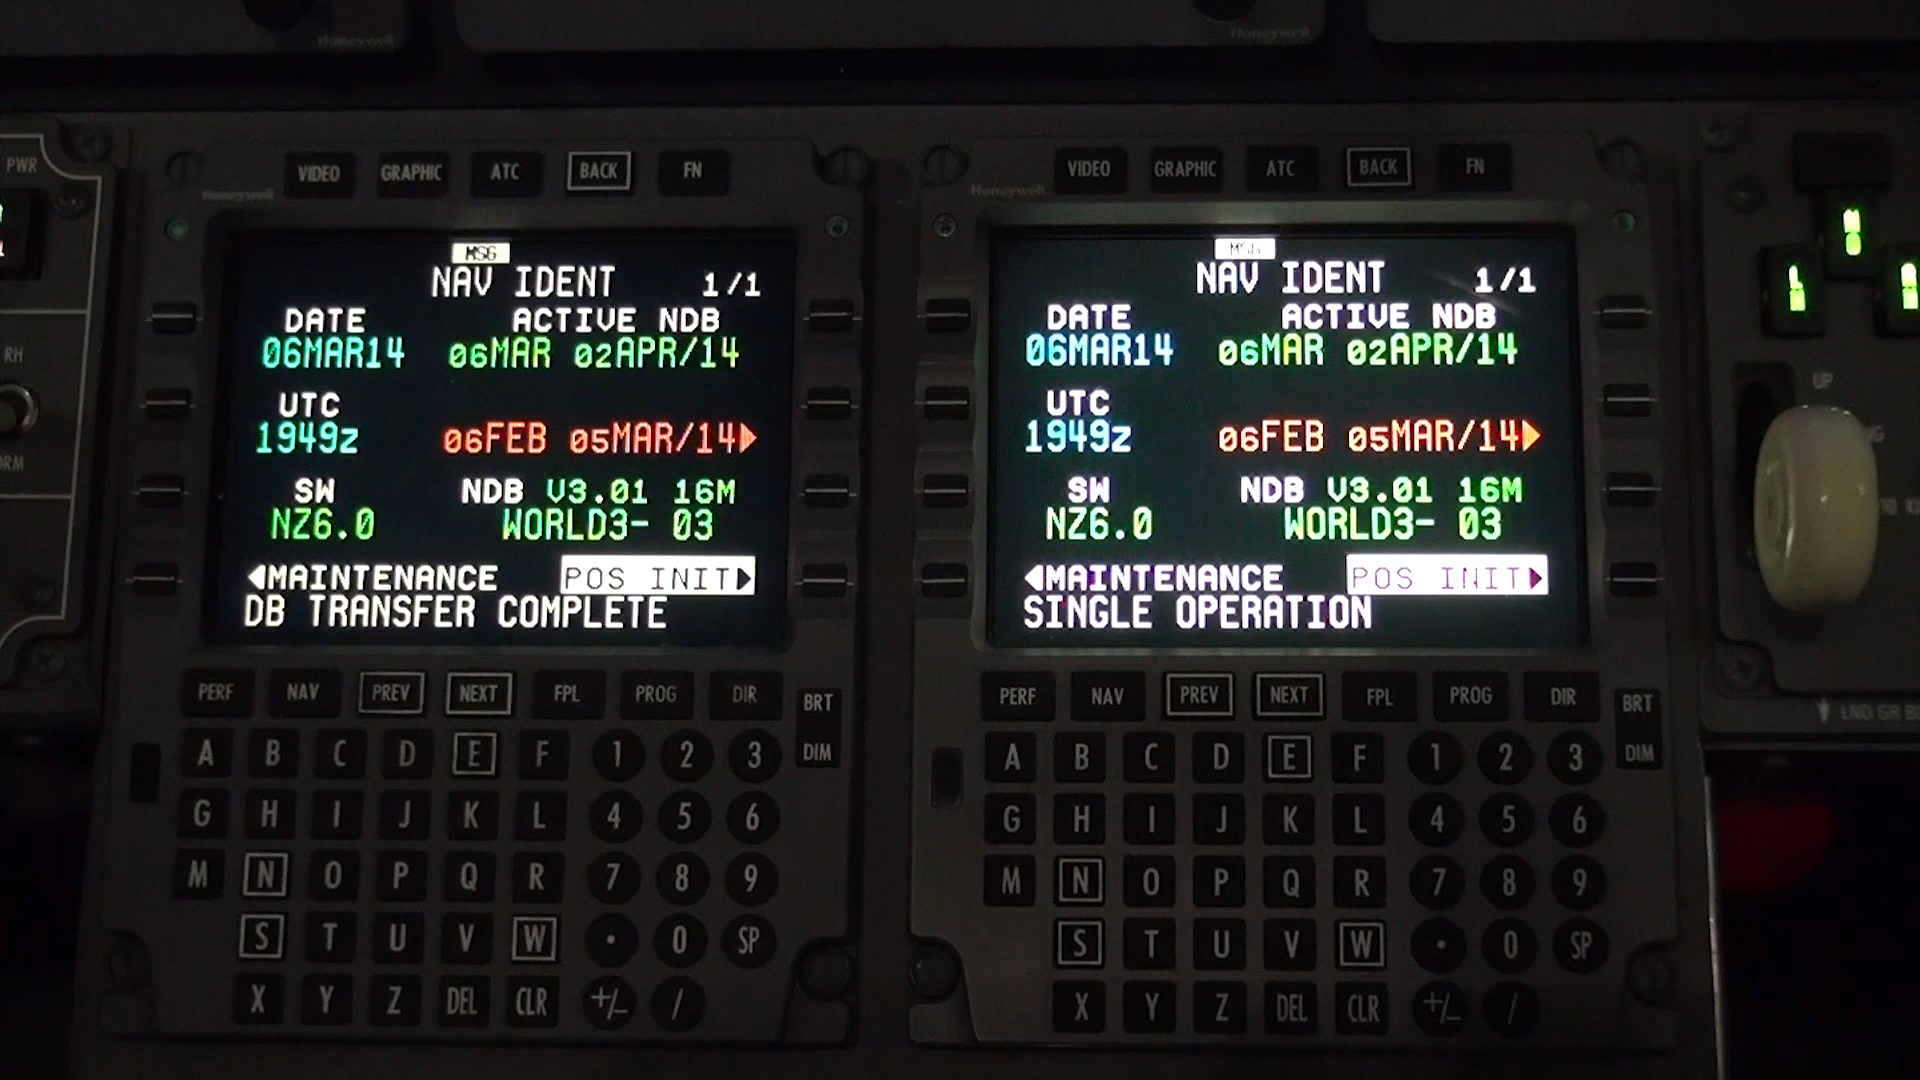 Honeywell
Honeywell
PWR
RH
VIDEO GRAPHIC ATC BACK FN
Honeywell
MSG
NAV IDENT 1/1
DATE ACTIVE NDB
06MAR14 06MAR 02APR/14
UTC
1949z 06FEB 05MAR/14
SW NDB V3.01 16M
NZ6.0 WORLD3- 03
MAINTENANCE POS INIT
DB TRANSFER COMPLETE
PERF NAV PREV NEXT FPL PROG DIR
BRT
DIM
A B C D E F 1 2 3
G H I J K L 4 5 6
M N O P Q R 7 8 9
S T U V W . 0 SP
X Y Z DEL CLR +/- /
VIDEO GRAPHIC ATC BACK FN
Honeywell
MSG
NAV IDENT 1/1
DATE ACTIVE NDB
06MAR14 06MAR 02APR/14
UTC
1949z 06FEB 05MAR/14
SW NDB V3.01 16M
NZ6.0 WORLD3- 03
MAINTENANCE POS INIT
SINGLE OPERATION
PERF NAV PREV NEXT FPL PROG DIR
BRT
DIM
A B C D E F 1 2 3
G H I J K L 4 5 6
M N O P Q R 7 8 9
S T U V W . 0 SP
X Y Z DEL CLR +/- /
UP